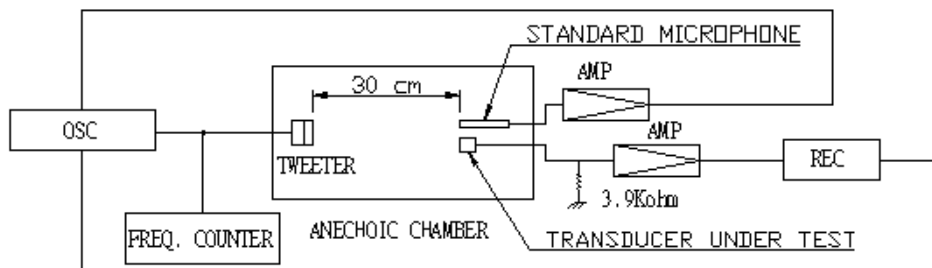 STANDARD MICROPHONE
30 cm
AMP
OSC
AMP
REC
TWEETER
3.9Kohm
ANECHOIC CHAMBER
FREQ. COUNTER
TRANSDUCER UNDER TEST